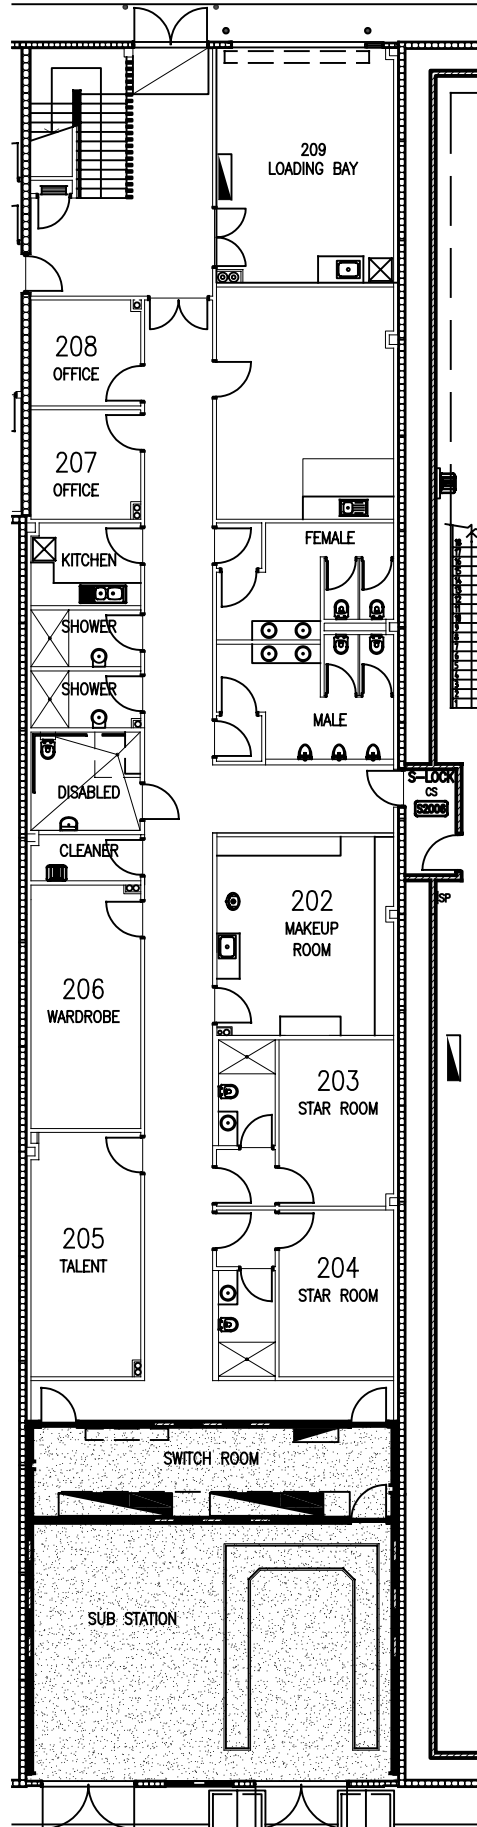 209
LOADING BAY
208
OFFICE
207
OFFICE
FEMALE
KITCHEN
SHOWER
SHOWER
MALE
S-LOCK
CS
S2006
DISABLED
CLEANER
202
MAKEUP
ROOM
SP
206
WARDROBE
203
STAR ROOM
205
TALENT
204
STAR ROOM
SWITCH ROOM
SUB STATION